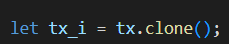 let tx_i = tx.clone();